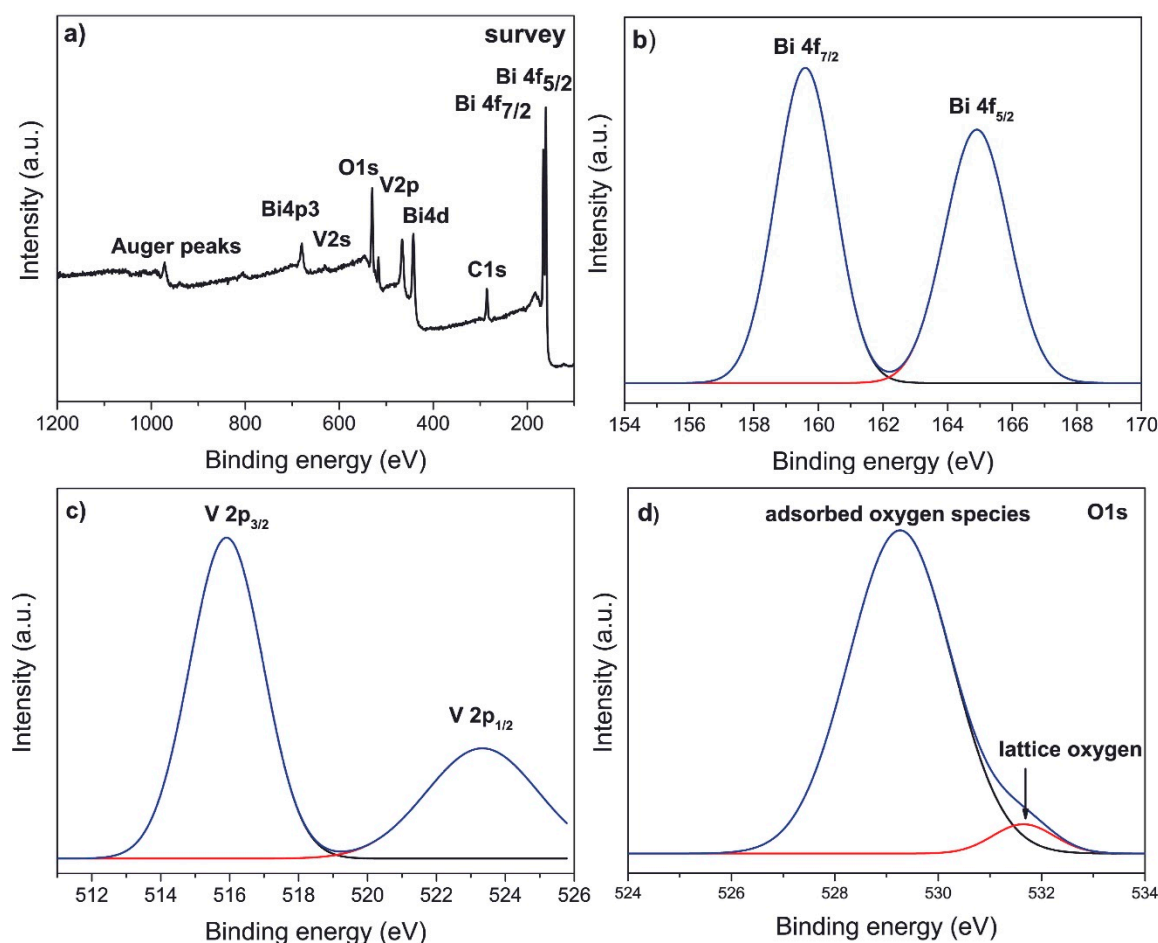 a)
survey
Bi 4f5/2
Bi 4f7/2
O1s
V2p
Bi4p3
Bi4d
V2s
Auger peaks
C1s
Intensity (a.u.)
1200 1000 800 600 400 200
Binding energy (eV)
b)
Bi 4f7/2
Bi 4f5/2
Intensity (a.u.)
154 156 158 160 162 164 166 168 170
Binding energy (eV)
c)
V 2p3/2
V 2p1/2
Intensity (a.u.)
512 514 516 518 520 522 524 526
Binding energy (eV)
d)
adsorbed oxygen species
O1s
lattice oxygen
Intensity (a.u.)
524 526 528 530 532 534
Binding energy (eV)